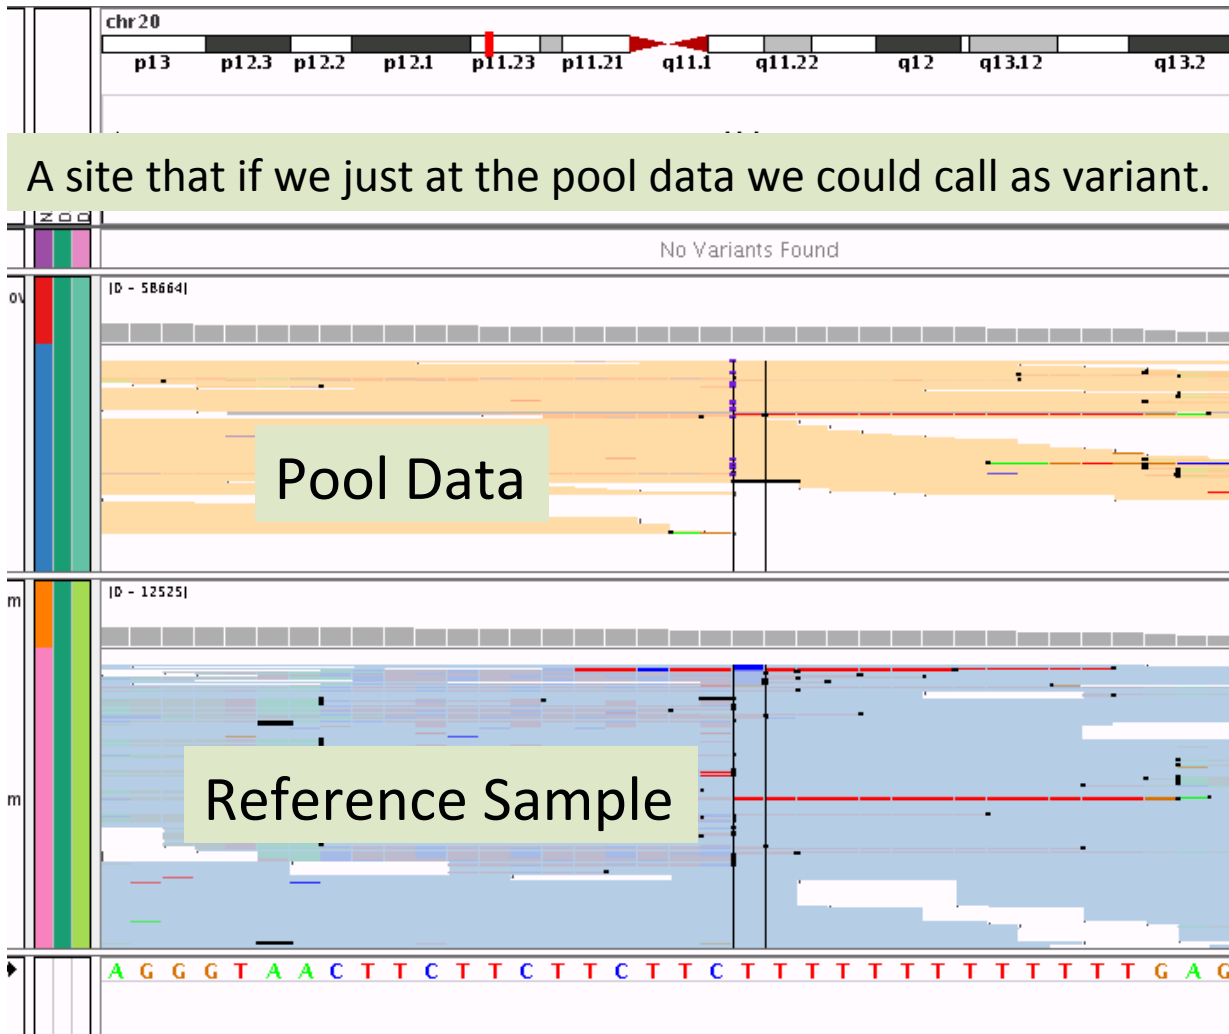 chr20
p13 p12.3 p12.2 p12.1 p11.23 p11.21 q11.1 q11.22 q12 q13.12 q13.2
A site that if we just at the pool data we could call as variant.
N D D
No Variants Found
[0 - 58664]
Pool Data
m
[0 - 12525]
Reference Sample
m
A G G G T A A C T T C T T C T T C T T C T T T T T T T T T T T T T G A G